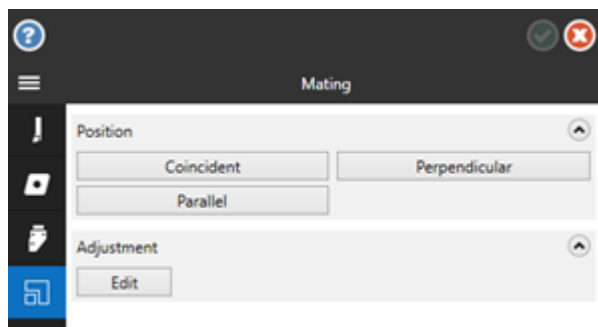 ?
Mating
Position
Coincident Perpendicular
Parallel
Adjustment
Edit